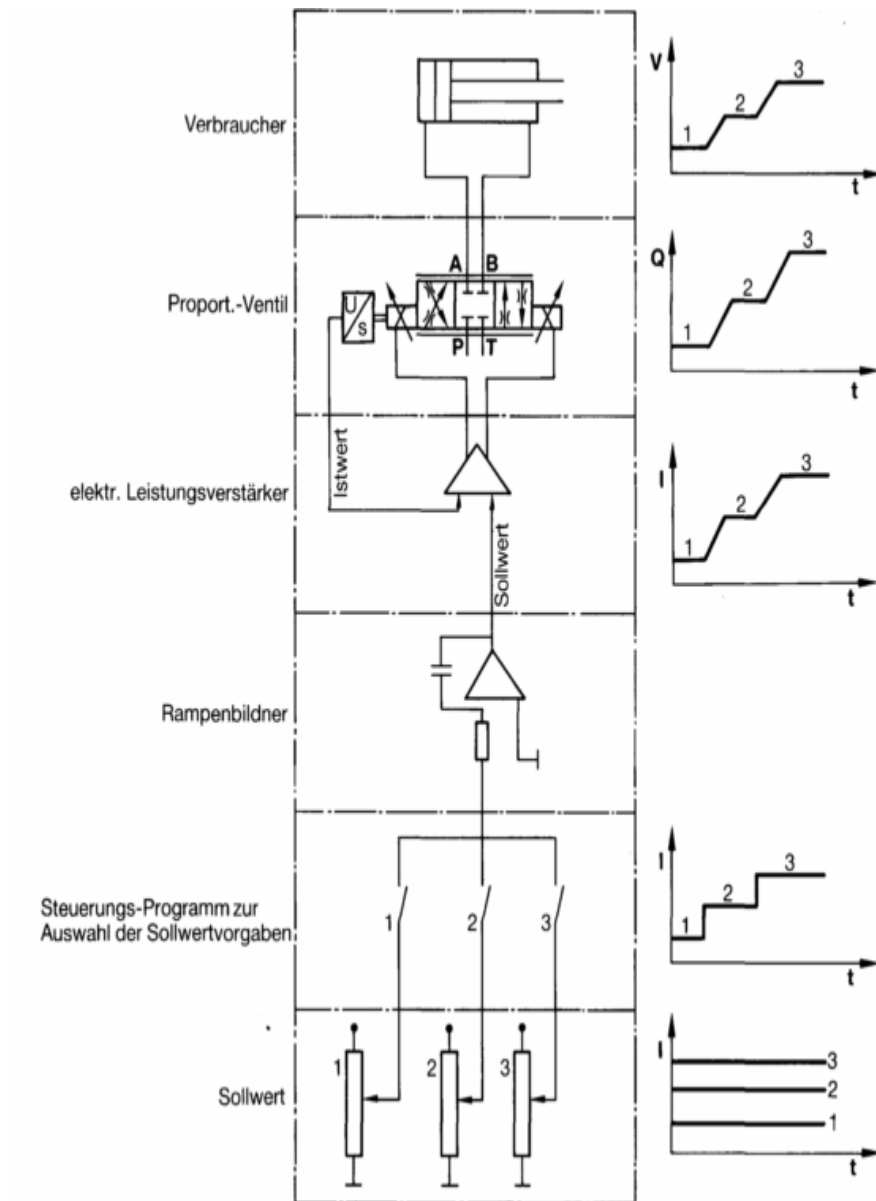 V
3
2
1
t
Verbraucher
A B
Q
3
2
1
t
Proport.-Ventil
U
s
P T
Istwert
I
3
2
1
t
elektr. Leistungsverstärker
Sollwert
Rampenbildner
I
3
2
1
t
Steuerungs-Programm zur
Auswahl der Sollwertvorgaben
1
2
3
I
3
2
1
t
Sollwert
1
2
3